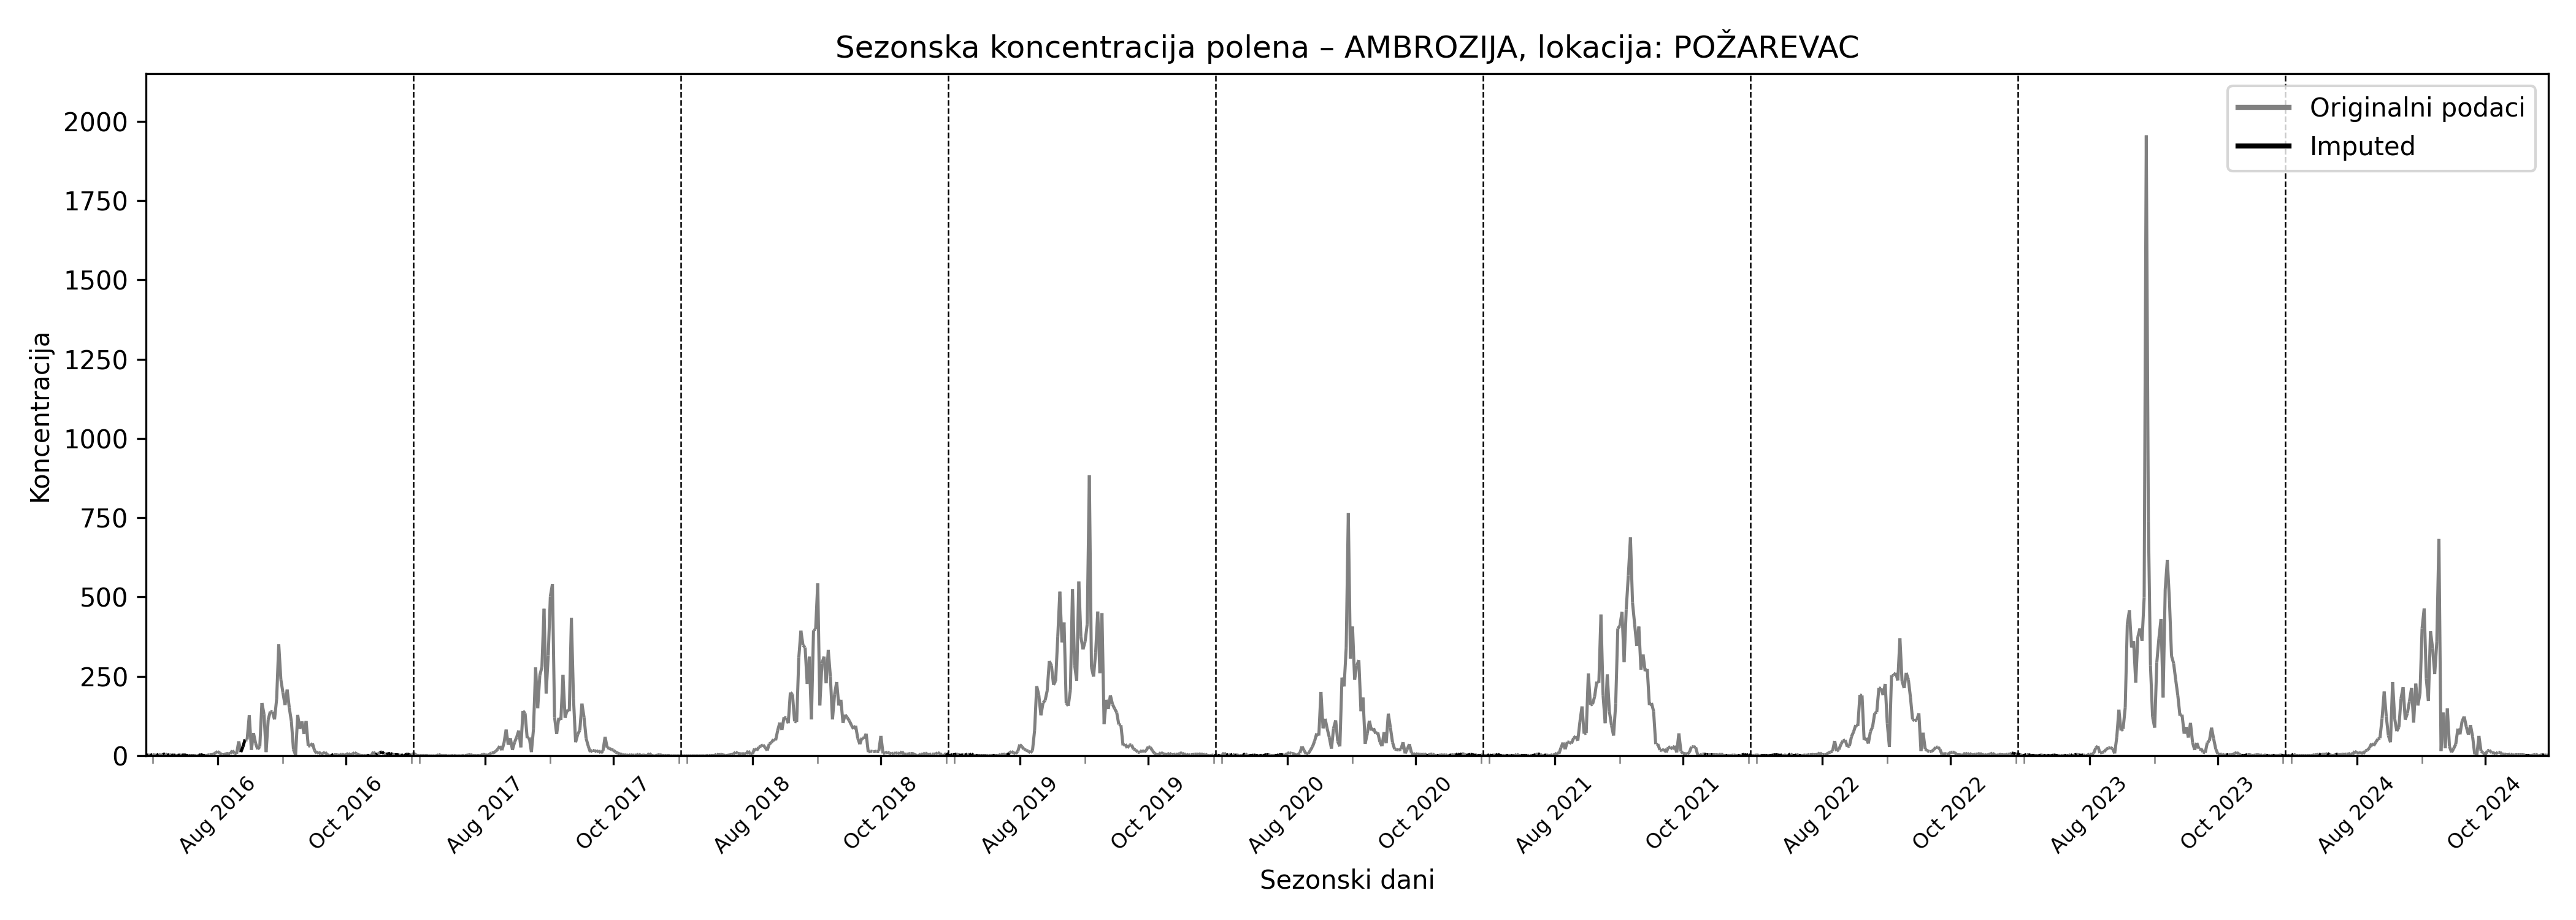 Sezonska koncentracija polena – AMBROZIJA, lokacija: POŽAREVAC
Originalni podaci
Imputed
Koncentracija
2000
1750
1500
1250
1000
750
500
250
0
Aug 2016 Oct 2016 Aug 2017 Oct 2017 Aug 2018 Oct 2018 Aug 2019 Oct 2019 Aug 2020 Oct 2020 Aug 2021 Oct 2021 Aug 2022 Oct 2022 Aug 2023 Oct 2023 Aug 2024 Oct 2024
Sezonski dani